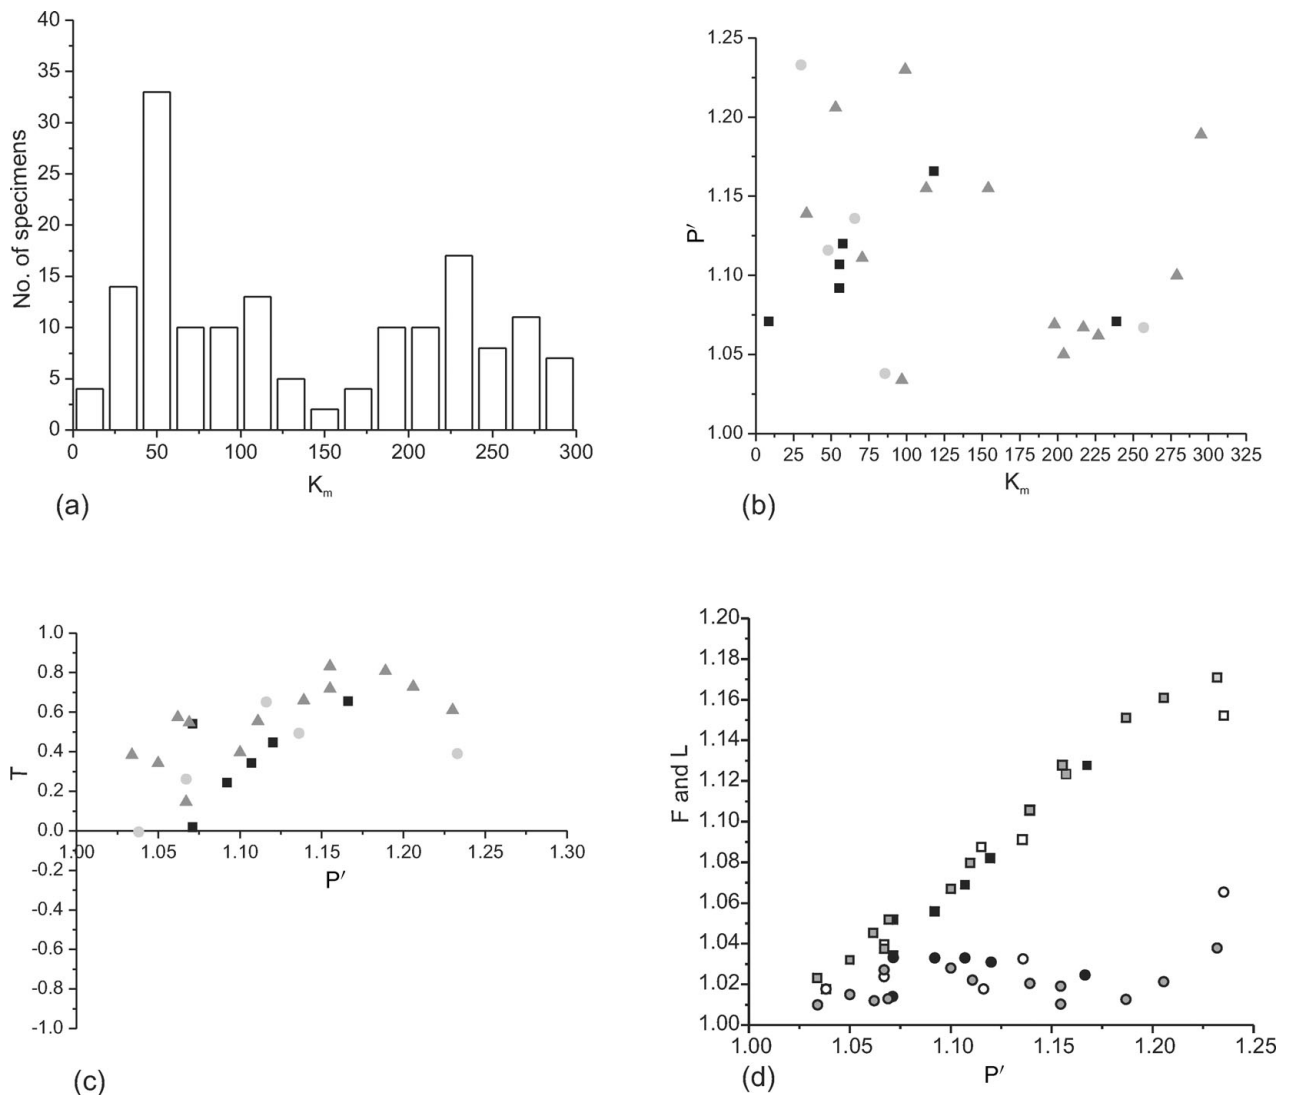 40
35
30
25
20
15
10
5
0
No. of specimens
0 50 100 150 200 250 300
Km
(a)
1.25
1.20
1.15
1.10
1.05
1.00
P′
0 25 50 75 100 125 150 175 200 225 250 275 300 325
Km
(b)
1.0
0.8
0.6
0.4
0.2
0.0
-0.2
-0.4
-0.6
-0.8
-1.0
T
1.00 1.05 1.10 1.15 1.20 1.25 1.30
P′
(c)
1.20
1.18
1.16
1.14
1.12
1.10
1.08
1.06
1.04
1.02
1.00
F and L
1.00 1.05 1.10 1.15 1.20 1.25
P′
(d)